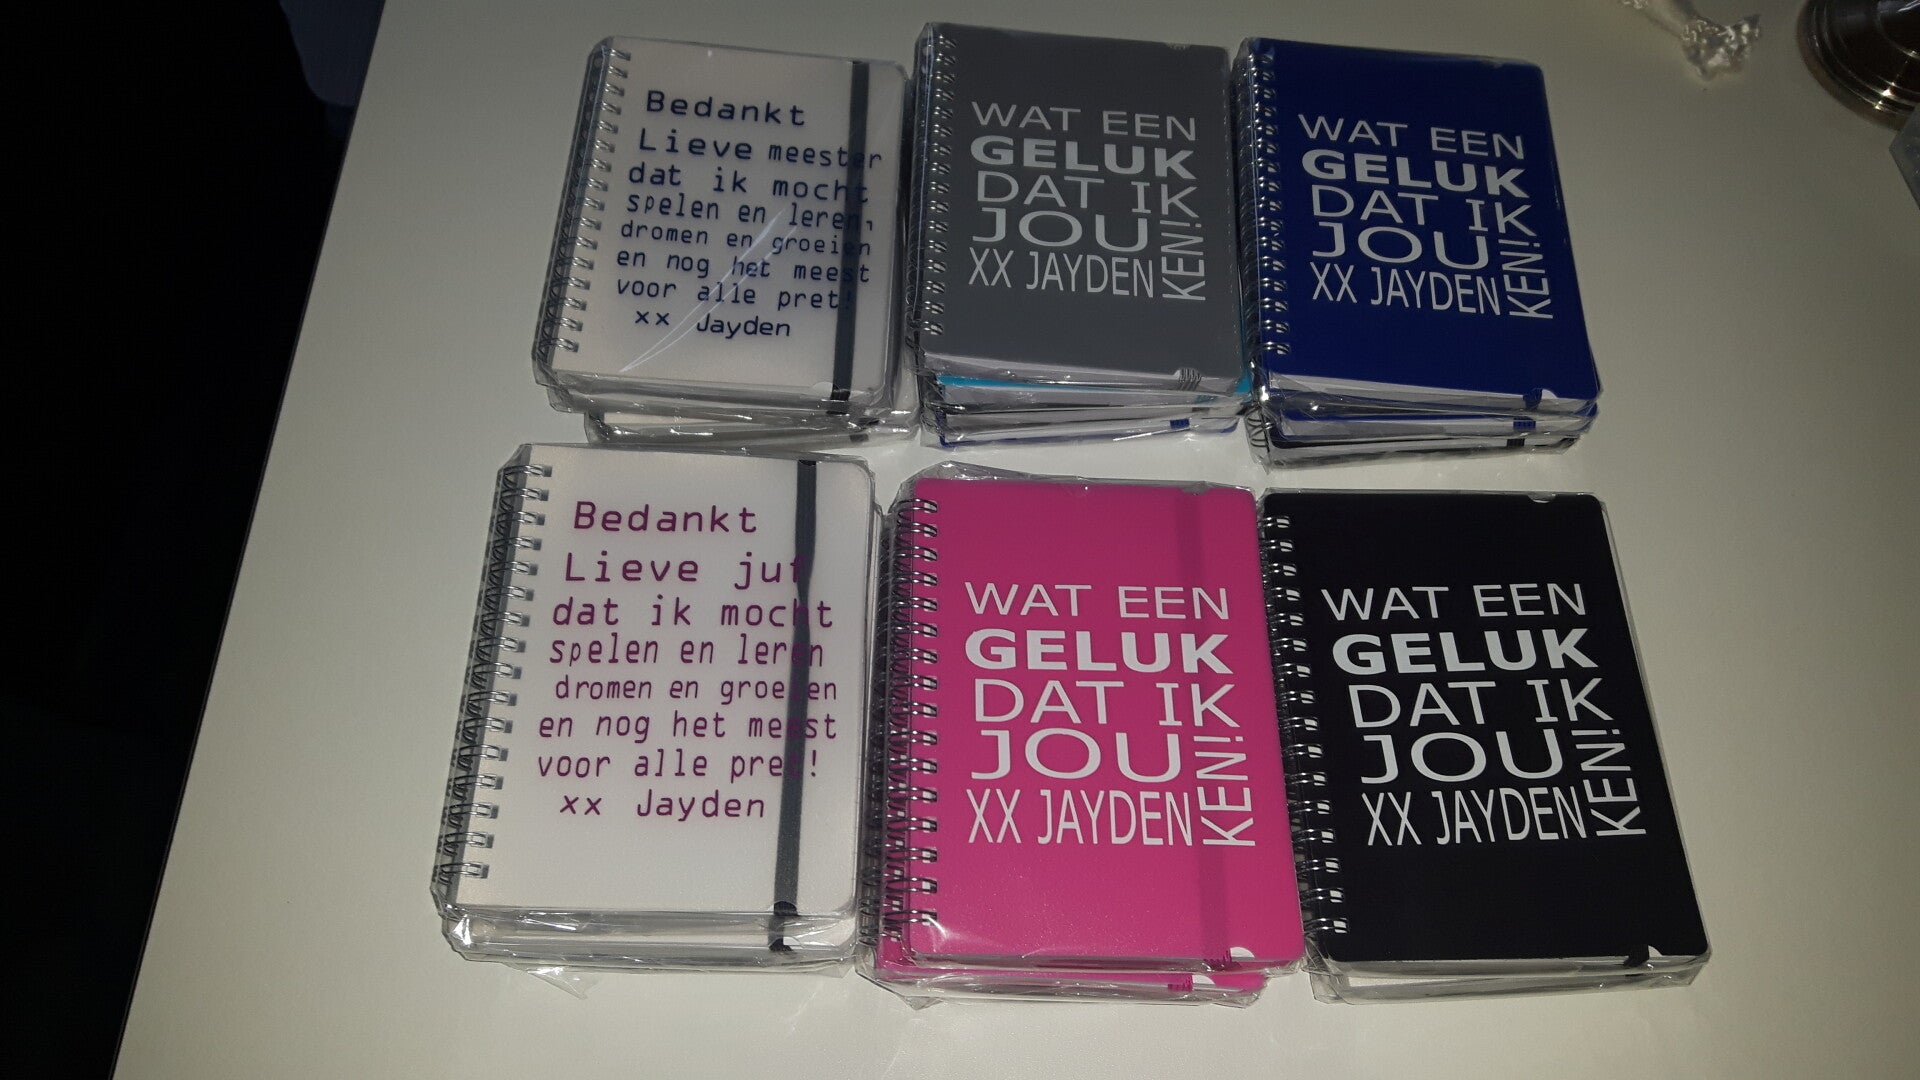 Bedankt
Lieve meester
dat ik mocht
spelen en leren,
dromen en groeien
en nog het meest
voor alle pret!
xx Jayden
WAT EEN
GELUK
DAT IK
JOU
KEN!
XX JAYDEN
WAT EEN
GELUK
DAT IK
JOU
KEN!
XX JAYDEN
Bedankt
Lieve juf
dat ik mocht
spelen en leren
dromen en groeien
en nog het meest
voor alle pret!
xx Jayden
WAT EEN
GELUK
DAT IK
JOU
KEN!
XX JAYDEN
WAT EEN
GELUK
DAT IK
JOU
KEN!
XX JAYDEN